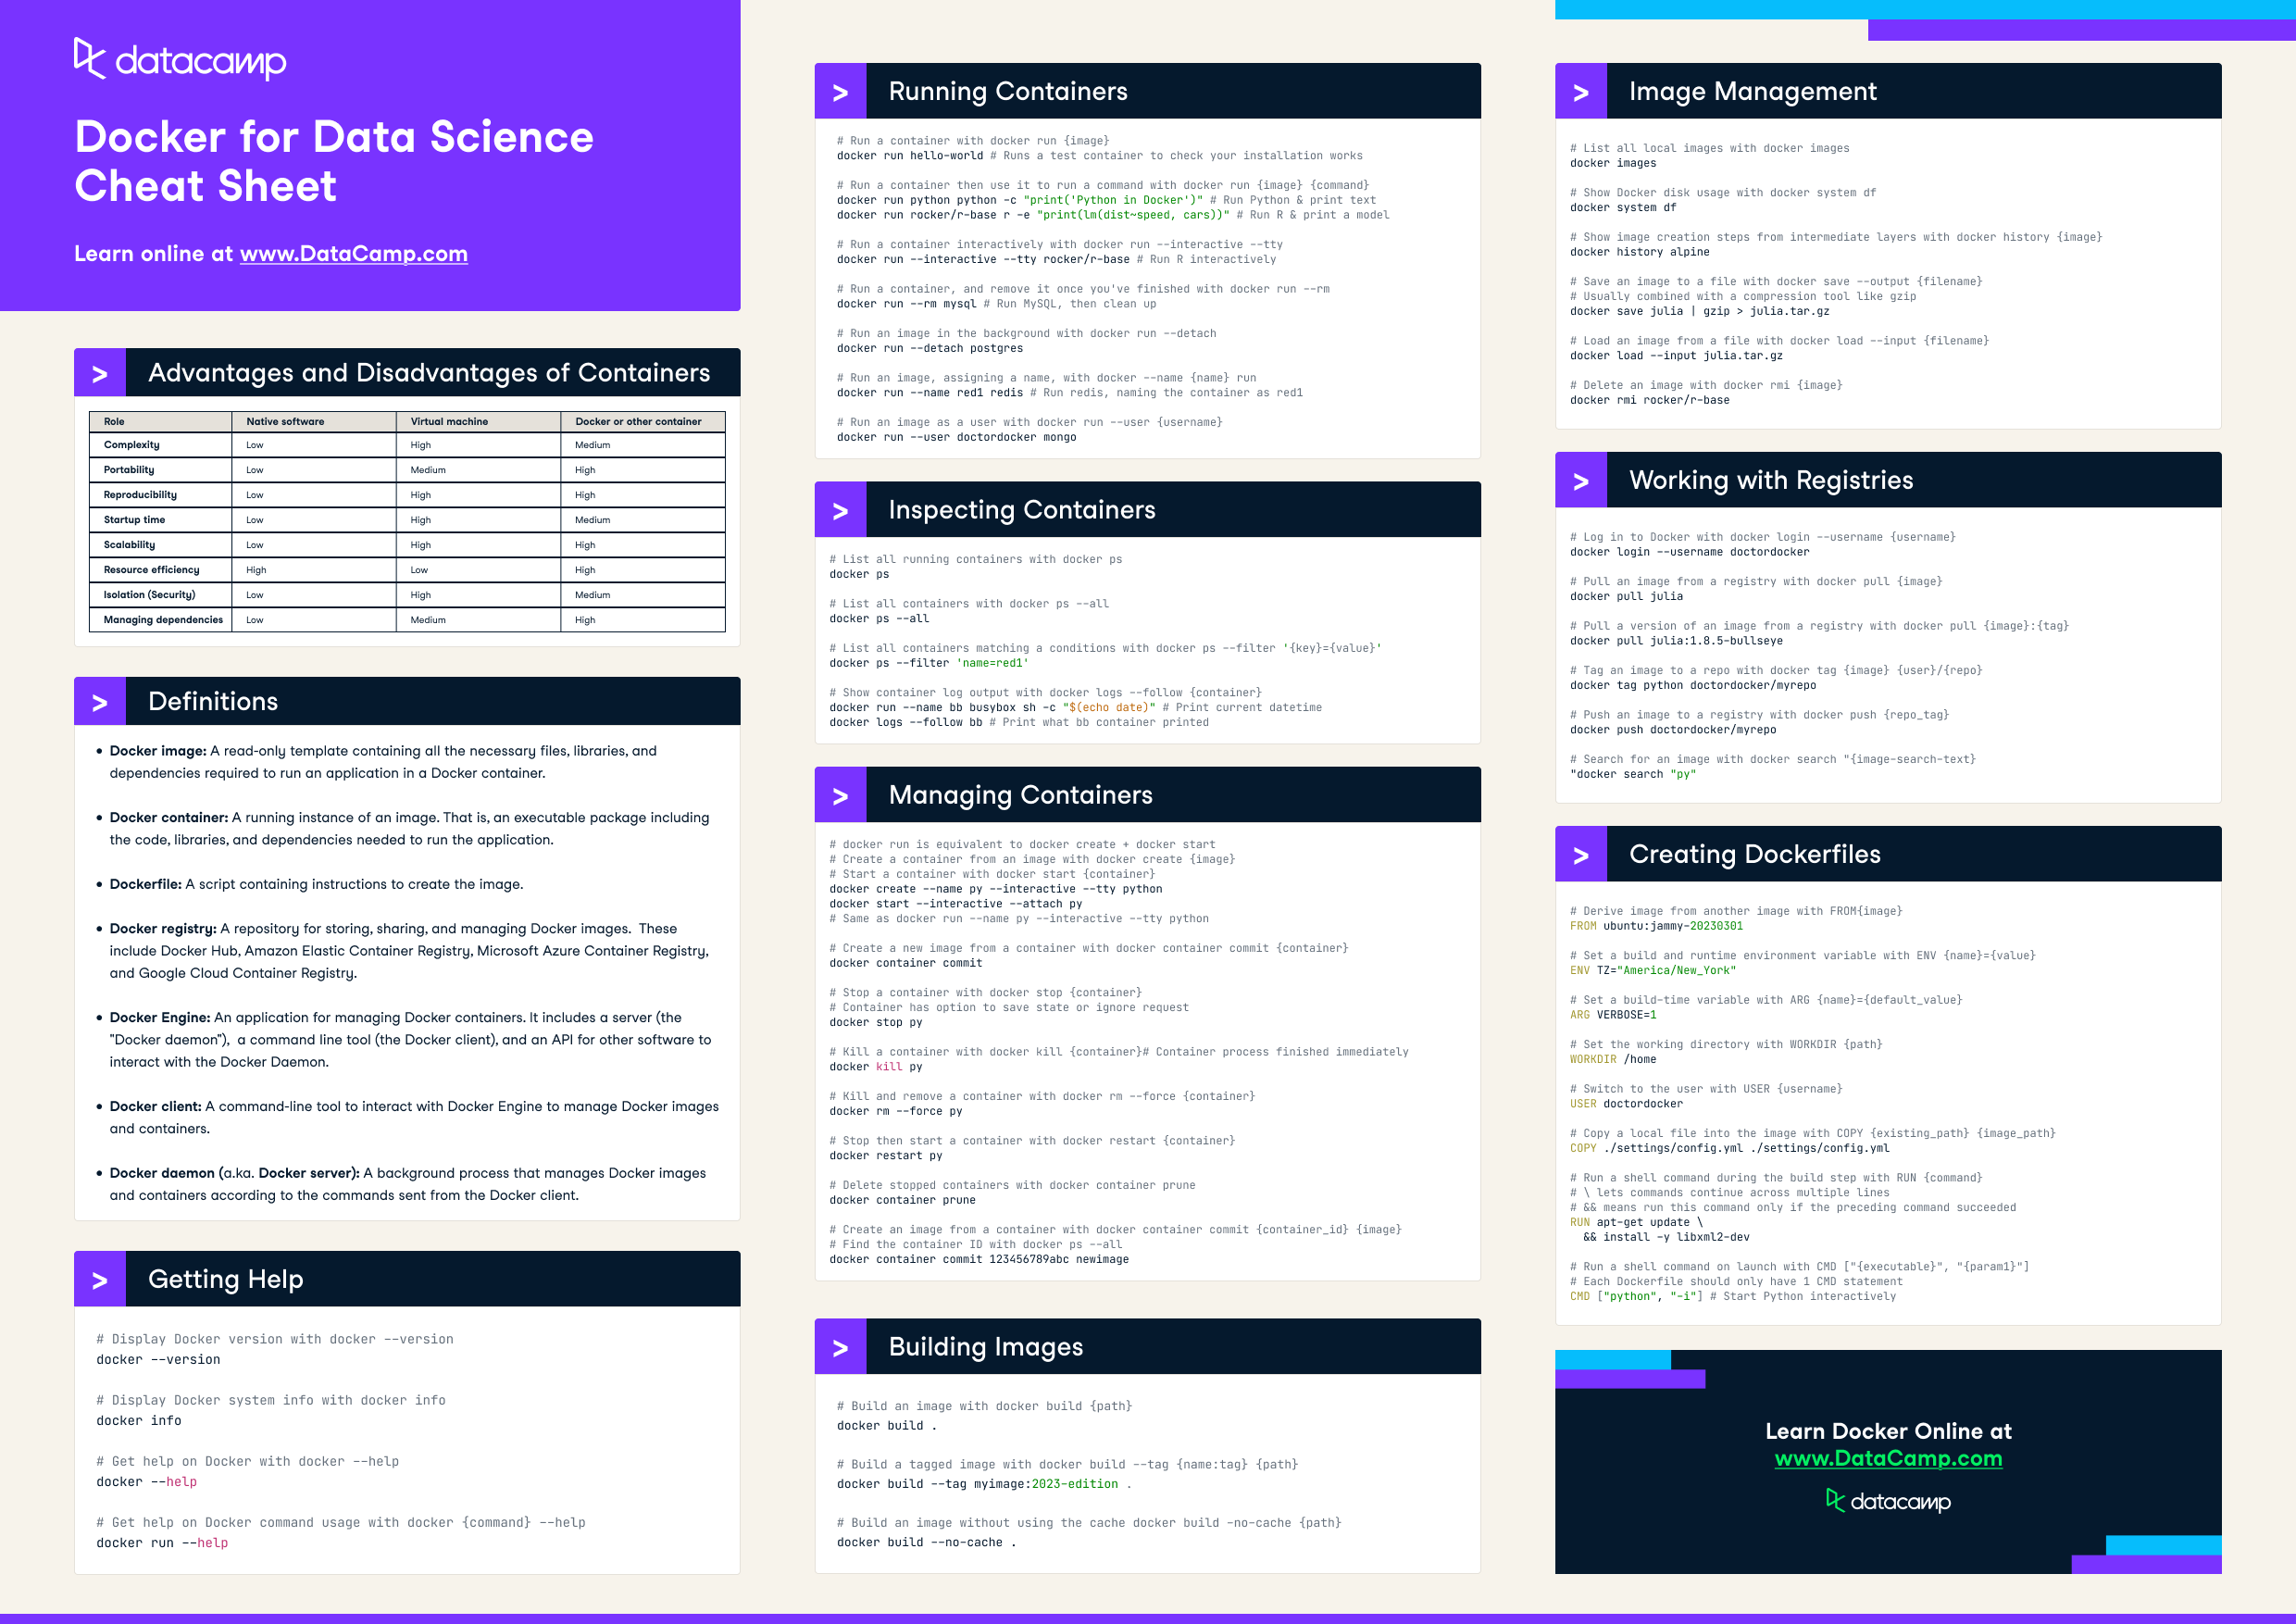 datacamp
Docker for Data Science
Cheat Sheet
Learn online at www.DataCamp.com
> Advantages and Disadvantages of Containers
Role Native software Virtual machine Docker or other container
Complexity Low High Medium
Portability Low Medium High
Reproducibility Low High High
Startup time Low High Medium
Scalability Low High High
Resource efficiency High Low High
Isolation (Security) Low High Medium
Managing dependencies Low Medium High
> Definitions
• Docker image: A read-only template containing all the necessary files, libraries, and
dependencies required to run an application in a Docker container.
• Docker container: A running instance of an image. That is, an executable package including
the code, libraries, and dependencies needed to run the application.
• Dockerfile: A script containing instructions to create the image.
• Docker registry: A repository for storing, sharing, and managing Docker images.  These
include Docker Hub, Amazon Elastic Container Registry, Microsoft Azure Container Registry,
and Google Cloud Container Registry.
• Docker Engine: An application for managing Docker containers. It includes a server (the
"Docker daemon"),  a command line tool (the Docker client), and an API for other software to
interact with the Docker Daemon.
• Docker client: A command-line tool to interact with Docker Engine to manage Docker images
and containers.
• Docker daemon (a.ka. Docker server): A background process that manages Docker images
and containers according to the commands sent from the Docker client.
> Getting Help
# Display Docker version with docker --version
docker --version
# Display Docker system info with docker info
docker info
# Get help on Docker with docker --help
docker --help
# Get help on Docker command usage with docker {command} --help
docker run --help
> Running Containers
# Run a container with docker run {image}
docker run hello-world # Runs a test container to check your installation works
# Run a container then use it to run a command with docker run {image} {command}
docker run python python -c "print('Python in Docker')" # Run Python & print text
docker run rocker/r-base r -e "print(lm(dist~speed, cars))" # Run R & print a model
# Run a container interactively with docker run --interactive --tty
docker run --interactive --tty rocker/r-base # Run R interactively
# Run a container, and remove it once you've finished with docker run --rm
docker run --rm mysql # Run MySQL, then clean up
# Run an image in the background with docker run --detach
docker run --detach postgres
# Run an image, assigning a name, with docker --name {name} run
docker run --name red1 redis # Run redis, naming the container as red1
# Run an image as a user with docker run --user {username}
docker run --user doctordocker mongo
> Inspecting Containers
# List all running containers with docker ps
docker ps
# List all containers with docker ps --all
docker ps --all
# List all containers matching a conditions with docker ps --filter '{key}={value}'
docker ps --filter 'name=red1'
# Show container log output with docker logs --follow {container}
docker run --name bb busybox sh -c "$(echo date)" # Print current datetime
docker logs --follow bb # Print what bb container printed
> Managing Containers
# docker run is equivalent to docker create + docker start
# Create a container from an image with docker create {image}
# Start a container with docker start {container}
docker create --name py --interactive --tty python
docker start --interactive --attach py
# Same as docker run --name py --interactive --tty python
# Create a new image from a container with docker container commit {container}
docker container commit
# Stop a container with docker stop {container}
# Container has option to save state or ignore request
docker stop py
# Kill a container with docker kill {container}# Container process finished immediately
docker kill py
# Kill and remove a container with docker rm --force {container}
docker rm --force py
# Stop then start a container with docker restart {container}
docker restart py
# Delete stopped containers with docker container prune
docker container prune
# Create an image from a container with docker container commit {container_id} {image}
# Find the container ID with docker ps --all
docker container commit 123456789abc newimage
> Building Images
# Build an image with docker build {path}
docker build .
# Build a tagged image with docker build --tag {name:tag} {path}
docker build --tag myimage:2023-edition .
# Build an image without using the cache docker build -no-cache {path}
docker build --no-cache .
> Image Management
# List all local images with docker images
docker images
# Show Docker disk usage with docker system df
docker system df
# Show image creation steps from intermediate layers with docker history {image}
docker history alpine
# Save an image to a file with docker save --output {filename}
# Usually combined with a compression tool like gzip
docker save julia | gzip > julia.tar.gz
# Load an image from a file with docker load --input {filename}
docker load --input julia.tar.gz
# Delete an image with docker rmi {image}
docker rmi rocker/r-base
> Working with Registries
# Log in to Docker with docker login --username {username}
docker login --username doctordocker
# Pull an image from a registry with docker pull {image}
docker pull julia
# Pull a version of an image from a registry with docker pull {image}:{tag}
docker pull julia:1.8.5-bullseye
# Tag an image to a repo with docker tag {image} {user}/{repo}
docker tag python doctordocker/myrepo
# Push an image to a registry with docker push {repo_tag}
docker push doctordocker/myrepo
# Search for an image with docker search "{image-search-text}
"docker search "py"
> Creating Dockerfiles
# Derive image from another image with FROM{image}
FROM ubuntu:jammy-20230301
# Set a build and runtime environment variable with ENV {name}={value}
ENV TZ="America/New_York"
# Set a build-time variable with ARG {name}={default_value}
ARG VERBOSE=1
# Set the working directory with WORKDIR {path}
WORKDIR /home
# Switch to the user with USER {username}
USER doctordocker
# Copy a local file into the image with COPY {existing_path} {image_path}
COPY ./settings/config.yml ./settings/config.yml
# Run a shell command during the build step with RUN {command}
# \ lets commands continue across multiple lines
# && means run this command only if the preceding command succeeded
RUN apt-get update \
&& install -y libxml2-dev
# Run a shell command on launch with CMD ["{executable}", "{param1}"]
# Each Dockerfile should only have 1 CMD statement
CMD ["python", "-i"] # Start Python interactively
Learn Docker Online at
www.DataCamp.com
datacamp